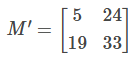 M′ = [ 5 24
19 33 ]